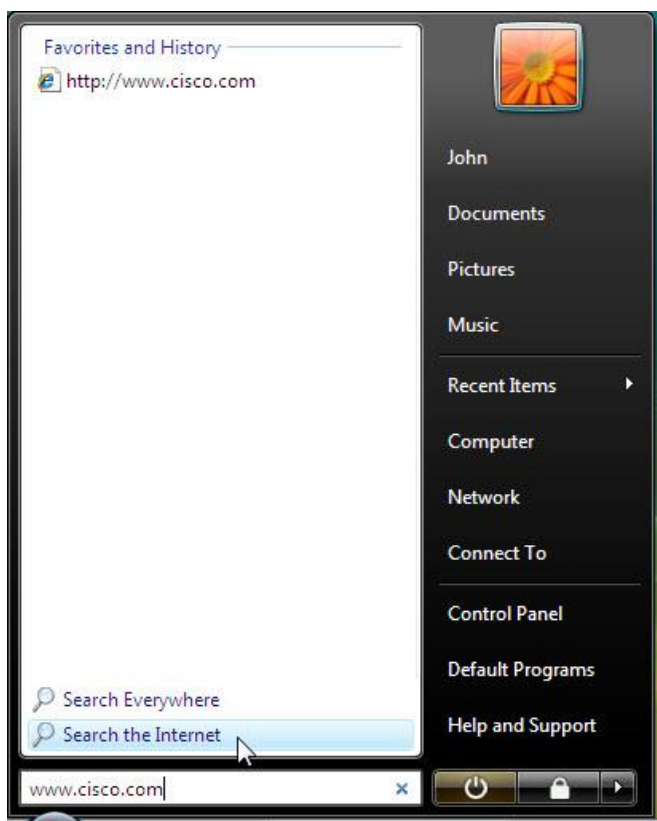 Favorites and History
http://www.cisco.com
Search Everywhere
Search the Internet
www.cisco.com
John
Documents
Pictures
Music
Recent Items
Computer
Network
Connect To
Control Panel
Default Programs
Help and Support